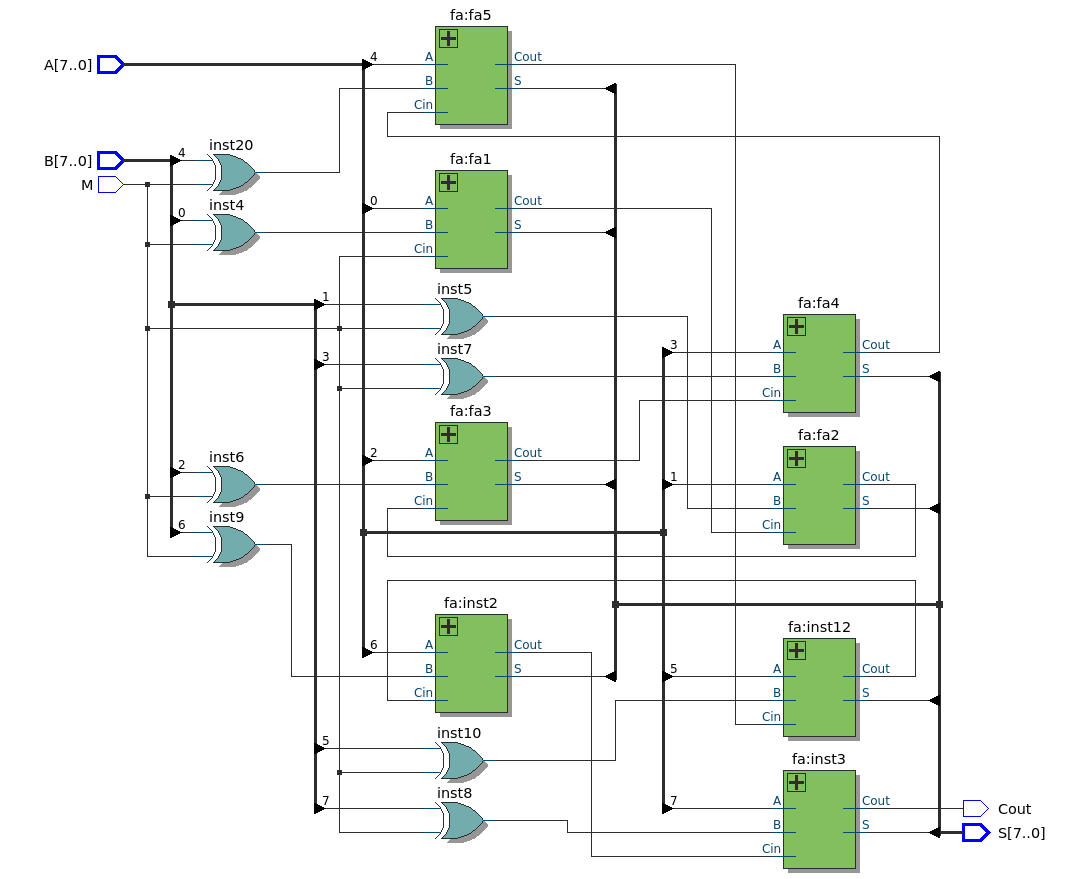 fa:fa5
A[7..0]
4
A
Cout
B
S
Cin
B[7..0]
M
4
inst20
0
inst4
fa:fa1
0
A
Cout
B
S
Cin
1
inst5
3
inst7
fa:fa4
3
A
Cout
B
S
Cin
fa:fa3
2
A
Cout
B
S
Cin
fa:fa2
1
A
Cout
B
S
Cin
2
inst6
6
inst9
fa:inst2
6
A
Cout
B
S
Cin
fa:inst12
5
A
Cout
B
S
Cin
5
inst10
7
inst8
fa:inst3
7
A
Cout
B
S
Cin
Cout
S[7..0]